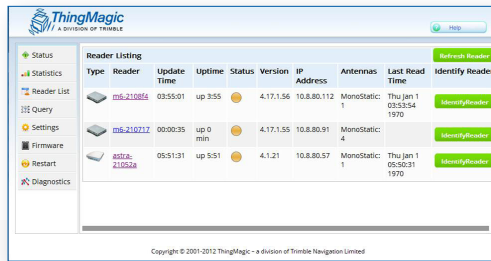 ThingMagic
A DIVISION OF TRIMBLE
Help
Status
Statistics
Reader List
Query
Settings
Firmware
Restart
Diagnostics
Reader Listing
Refresh Reader
Type Reader Update Time Uptime Status Version IP Address Antennas Last Read Time Identify Reade
m6-2108f4 03:55:01 up 3:55 4.17.1.56 10.8.80.112 MonoStatic: 1 Thu Jan 1 03:53:54 1970 IdentifyReader
m6-210717 00:00:35 up 0 min 4.17.1.55 10.8.80.91 MonoStatic: 4 IdentifyReader
astra-21052a 05:51:31 up 5:51 4.1.21 10.8.80.57 MonoStatic: 1 Thu Jan 1 05:50:31 1970 IdentifyReader
Copyright © 2001-2012 ThingMagic – a division of Trimble Navigation Limited